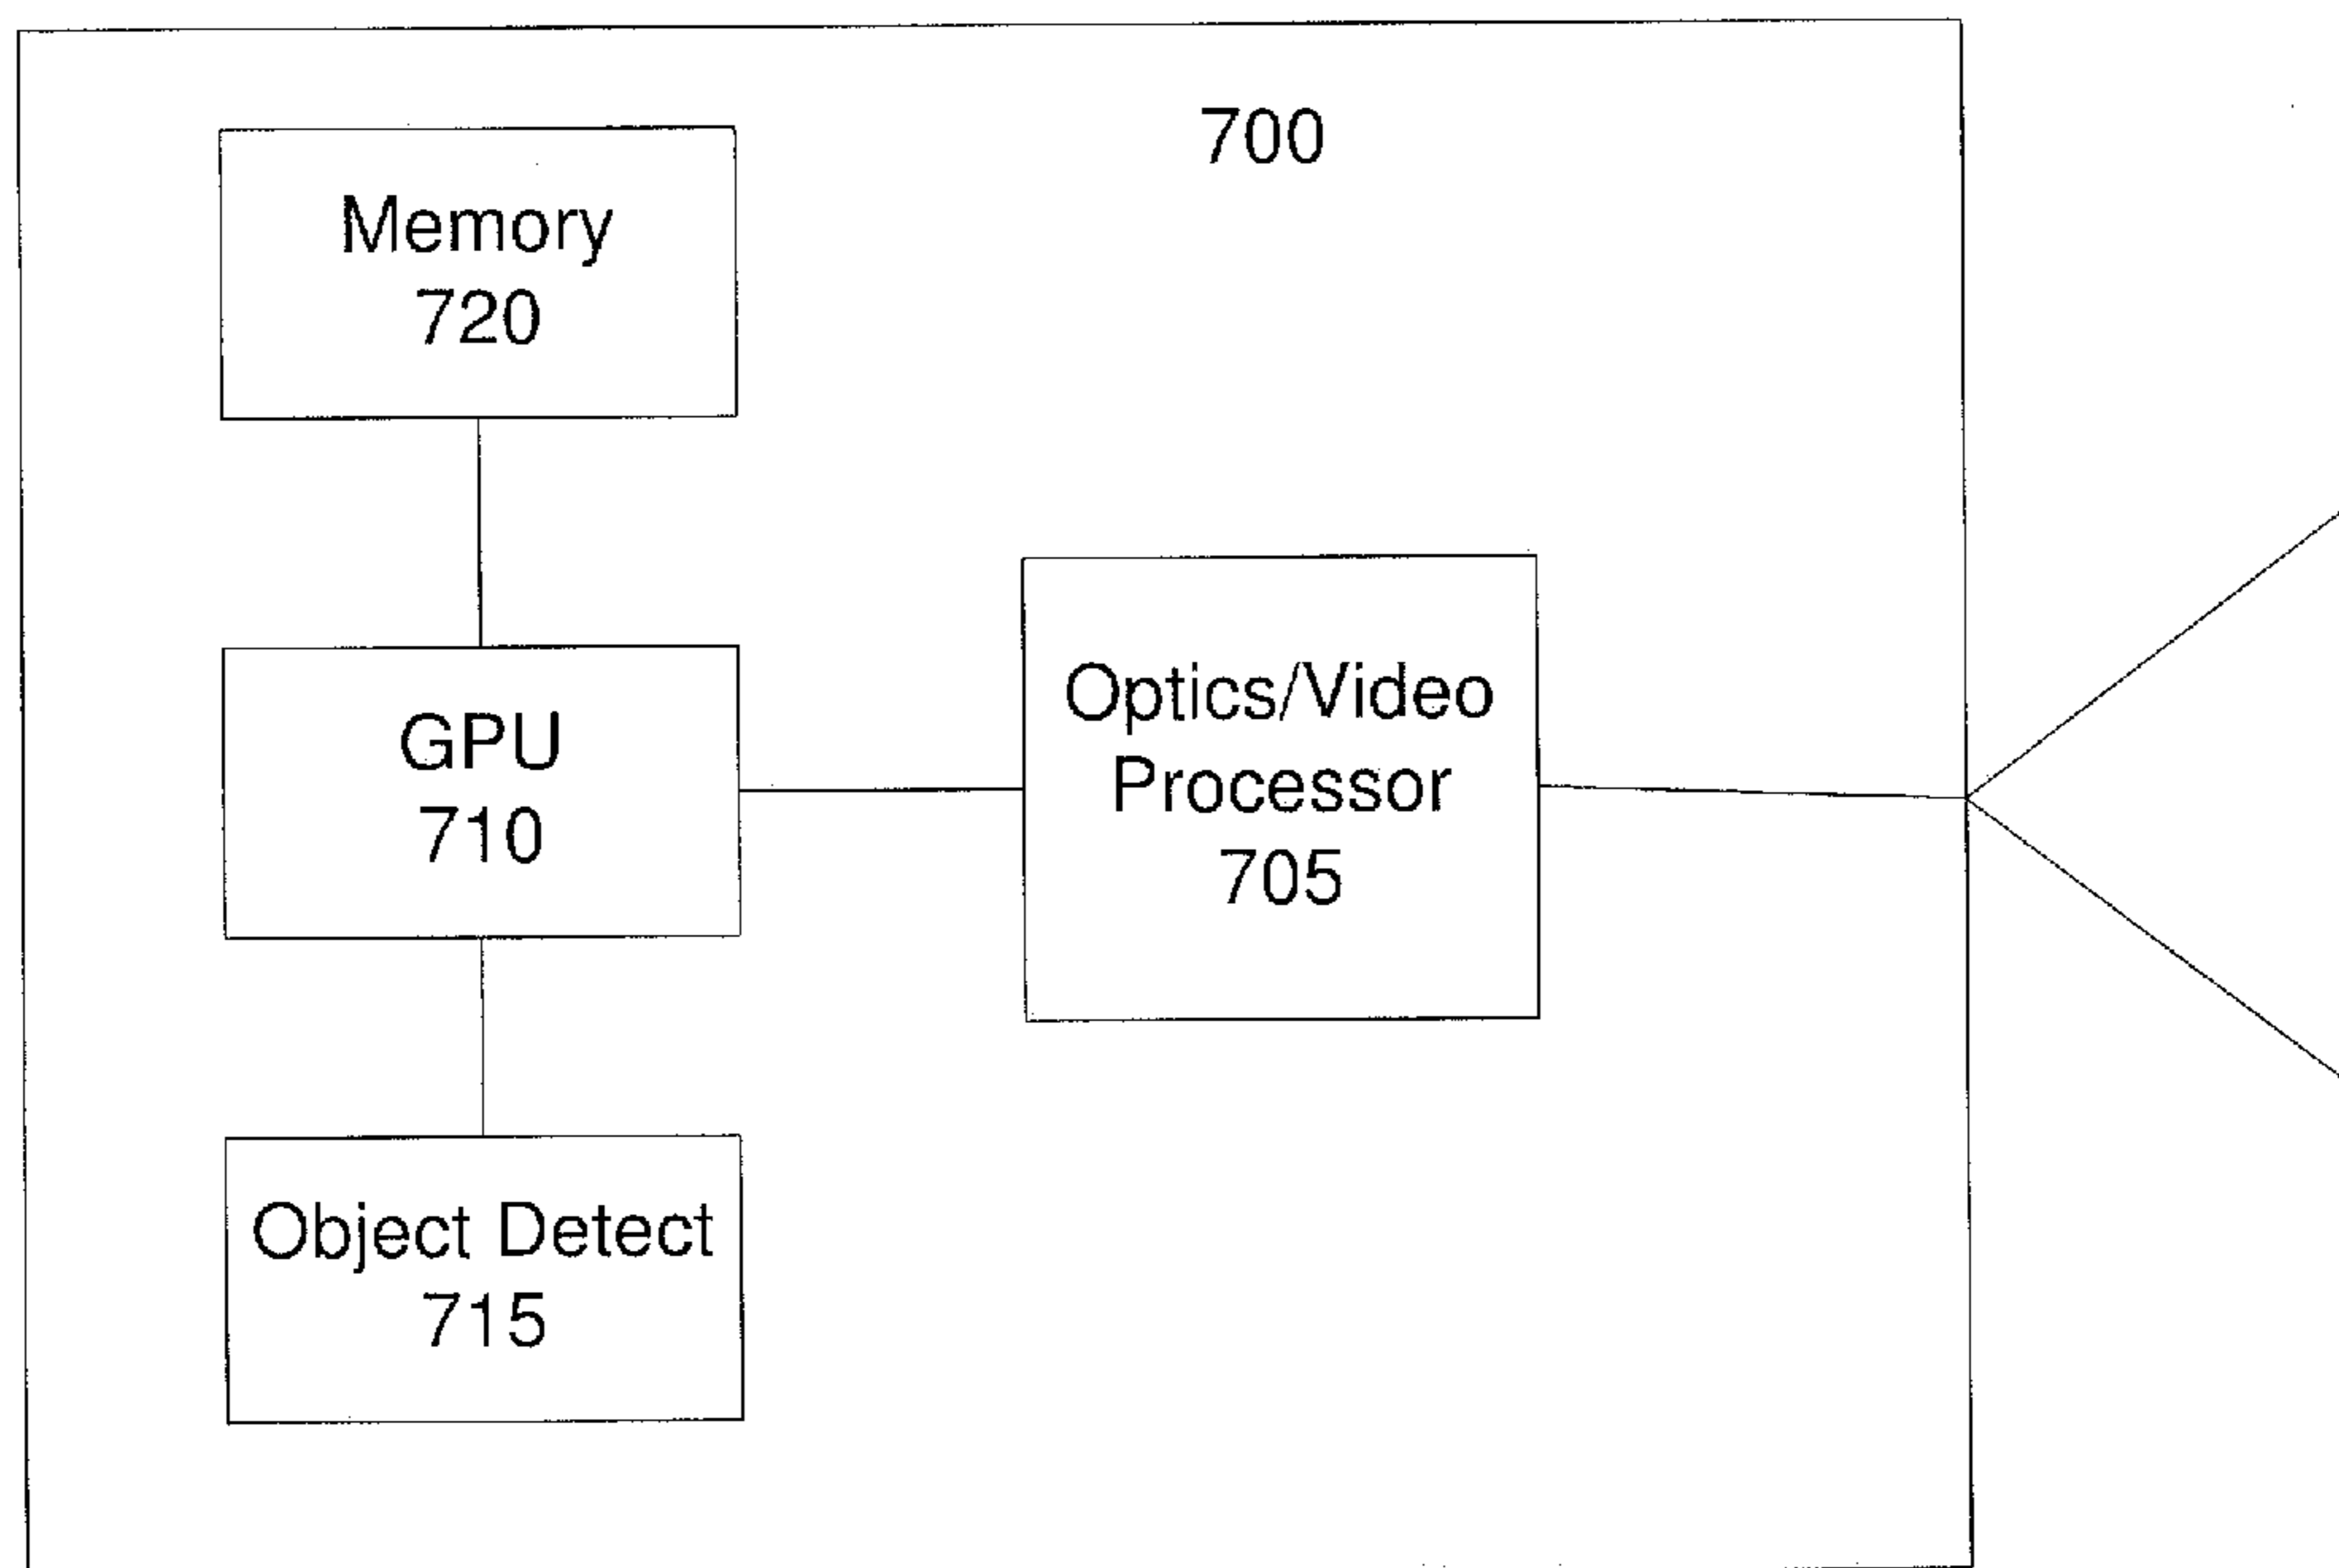 700
Memory
720
GPU
710
Optics/Video
Processor
705
Object Detect
715